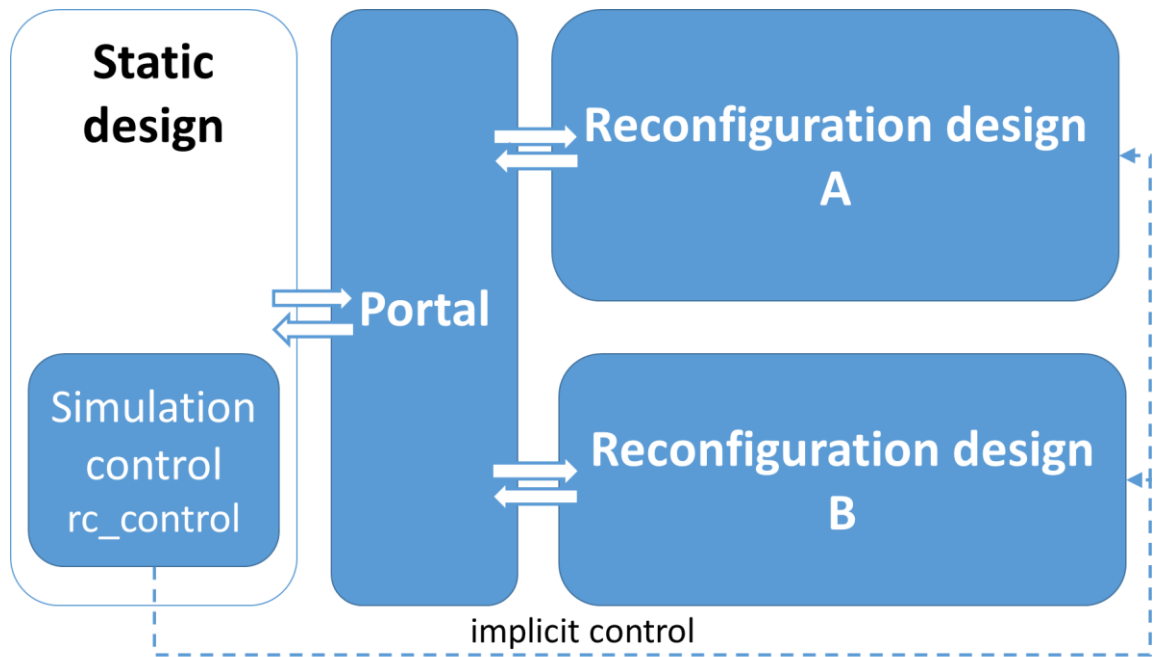 Static
design
Simulation
control
rc_control
Portal
Reconfiguration design
A
Reconfiguration design
B
implicit control